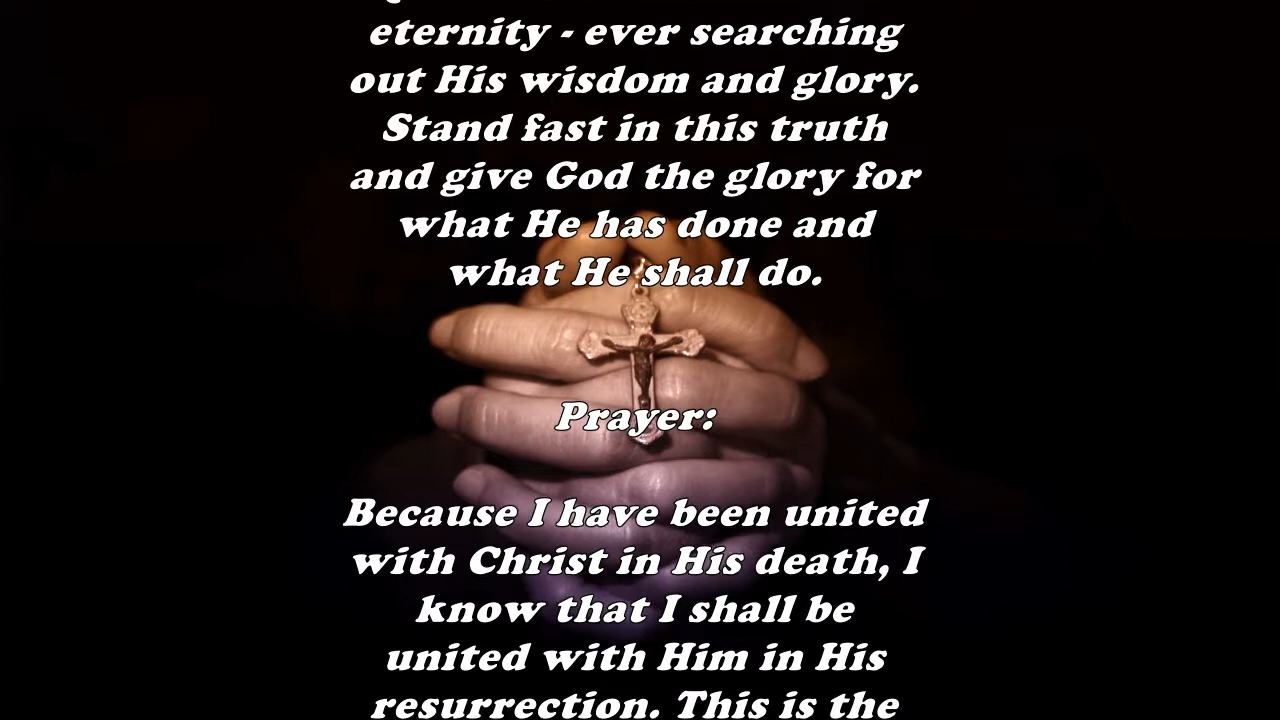 eternity - ever searching
out His wisdom and glory.
Stand fast in this truth
and give God the glory for
what He has done and
what He shall do.
Prayer:
Because I have been united
with Christ in His death, I
know that I shall be
united with Him in His
resurrection. This is the